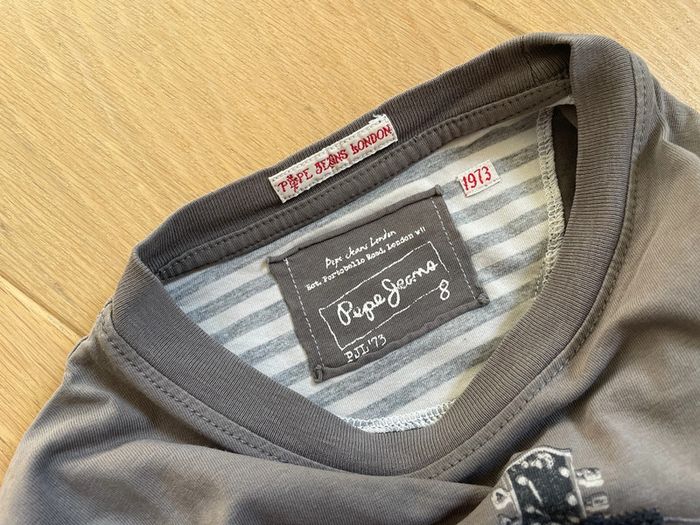 PEPE JEANS LONDON
1973
Pepe Jeans London
Est. Portobello Road, London W11
Pepe Jeans
8
PJL '73